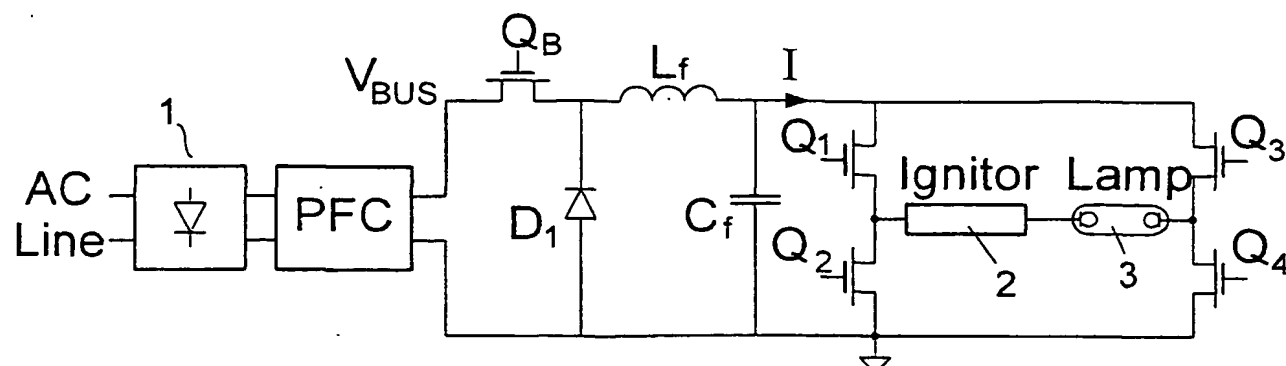 1
AC
Line
PFC
V_BUS
Q_B
D_1
L_f
C_f
I
Q_1
Q_2
Ignitor
2
Lamp
3
Q_3
Q_4